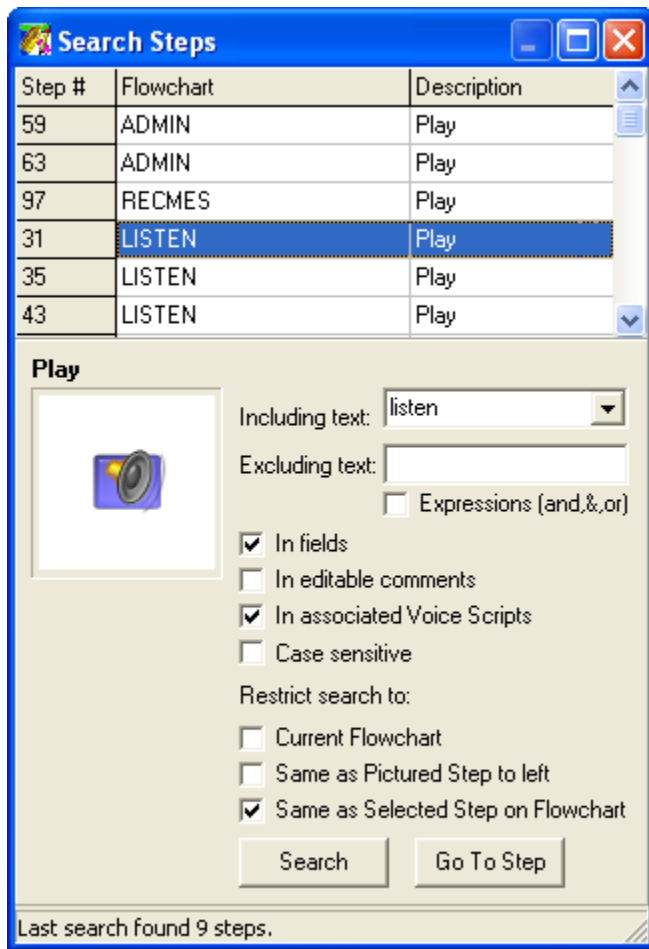 Search Steps
Step # Flowchart Description
59 ADMIN Play
63 ADMIN Play
97 RECMES Play
31 LISTEN Play
35 LISTEN Play
43 LISTEN Play
Play
Including text: listen
Excluding text:
Expressions (and,&,or)
In fields
In editable comments
In associated Voice Scripts
Case sensitive
Restrict search to:
Current Flowchart
Same as Pictured Step to left
Same as Selected Step on Flowchart
Search Go To Step
Last search found 9 steps.